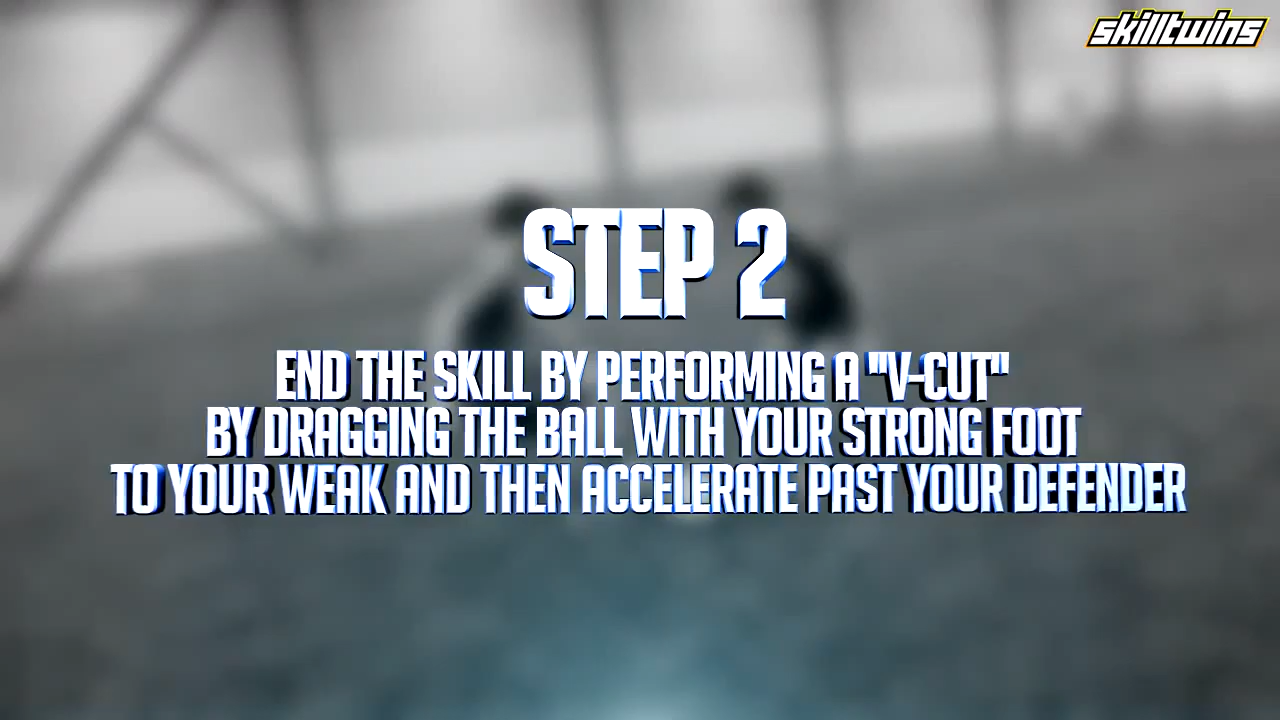 skilltwins
STEP 2
END THE SKILL BY PERFORMING A "V-CUT"
BY DRAGGING THE BALL WITH YOUR STRONG FOOT
TO YOUR WEAK AND THEN ACCELERATE PAST YOUR DEFENDER